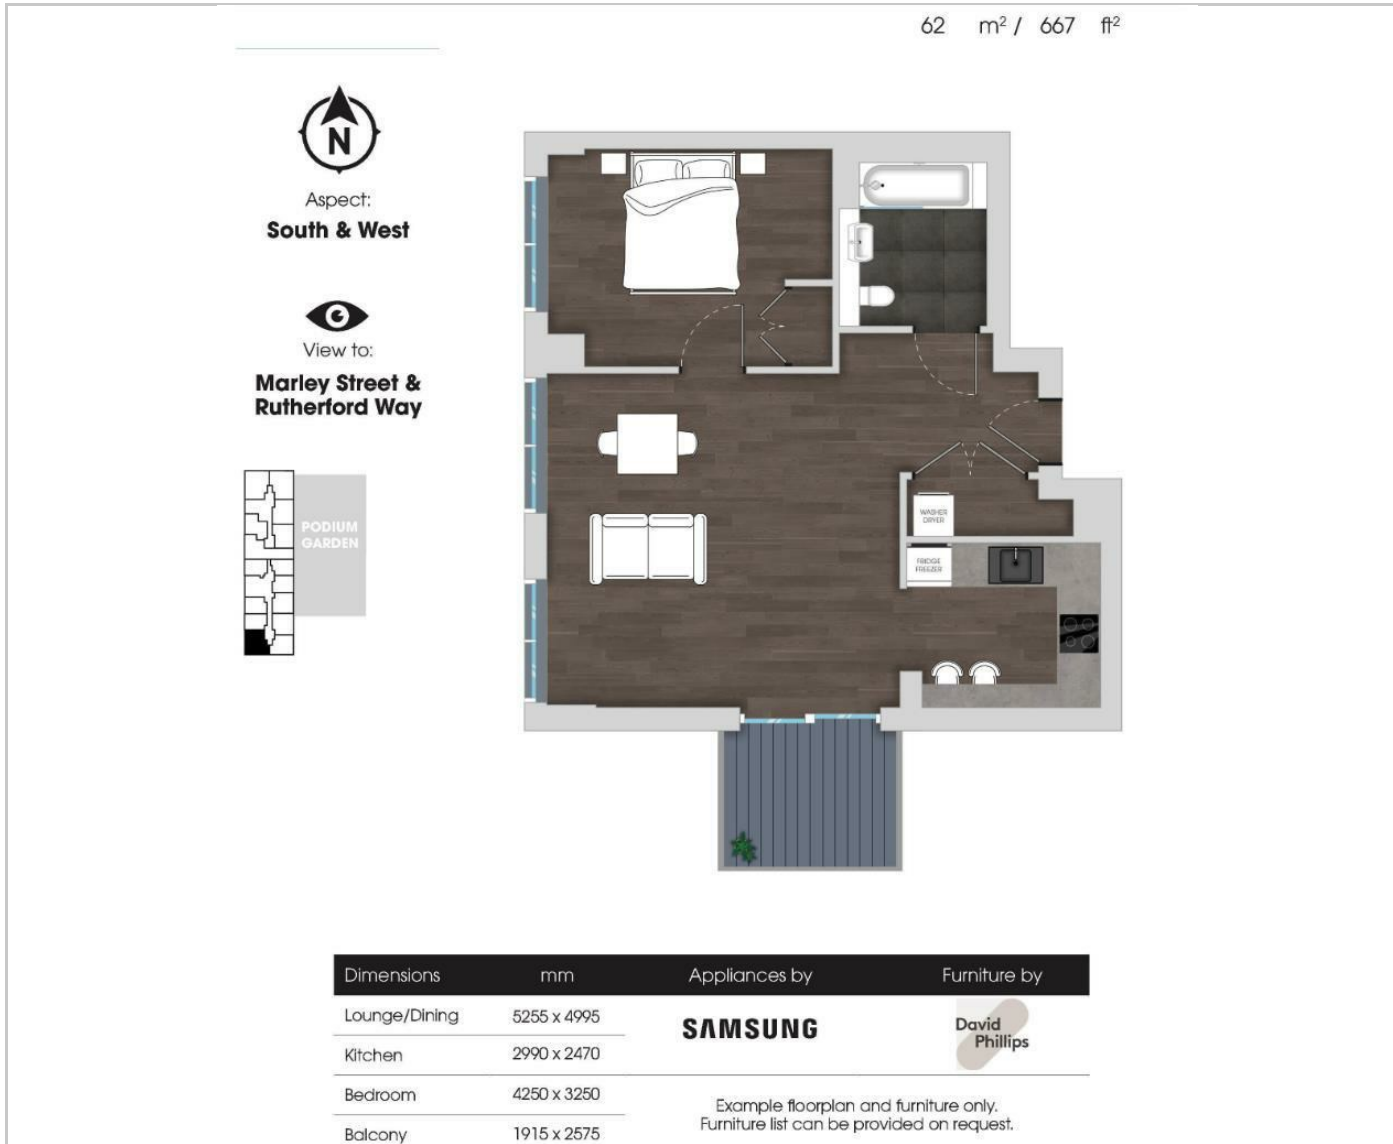 62 m² / 667 ft²
N
Aspect:
South & West
View to:
Marley Street &
Rutherford Way
PODIUM
GARDEN
WASHER
DRYER
FRIDGE
FREEZER
Dimensions mm Appliances by Furniture by
Lounge/Dining 5255 x 4995
SAMSUNG
David
Phillips
Kitchen 2990 x 2470
Bedroom 4250 x 3250
Example floorplan and furniture only.
Furniture list can be provided on request.
Balcony 1915 x 2575